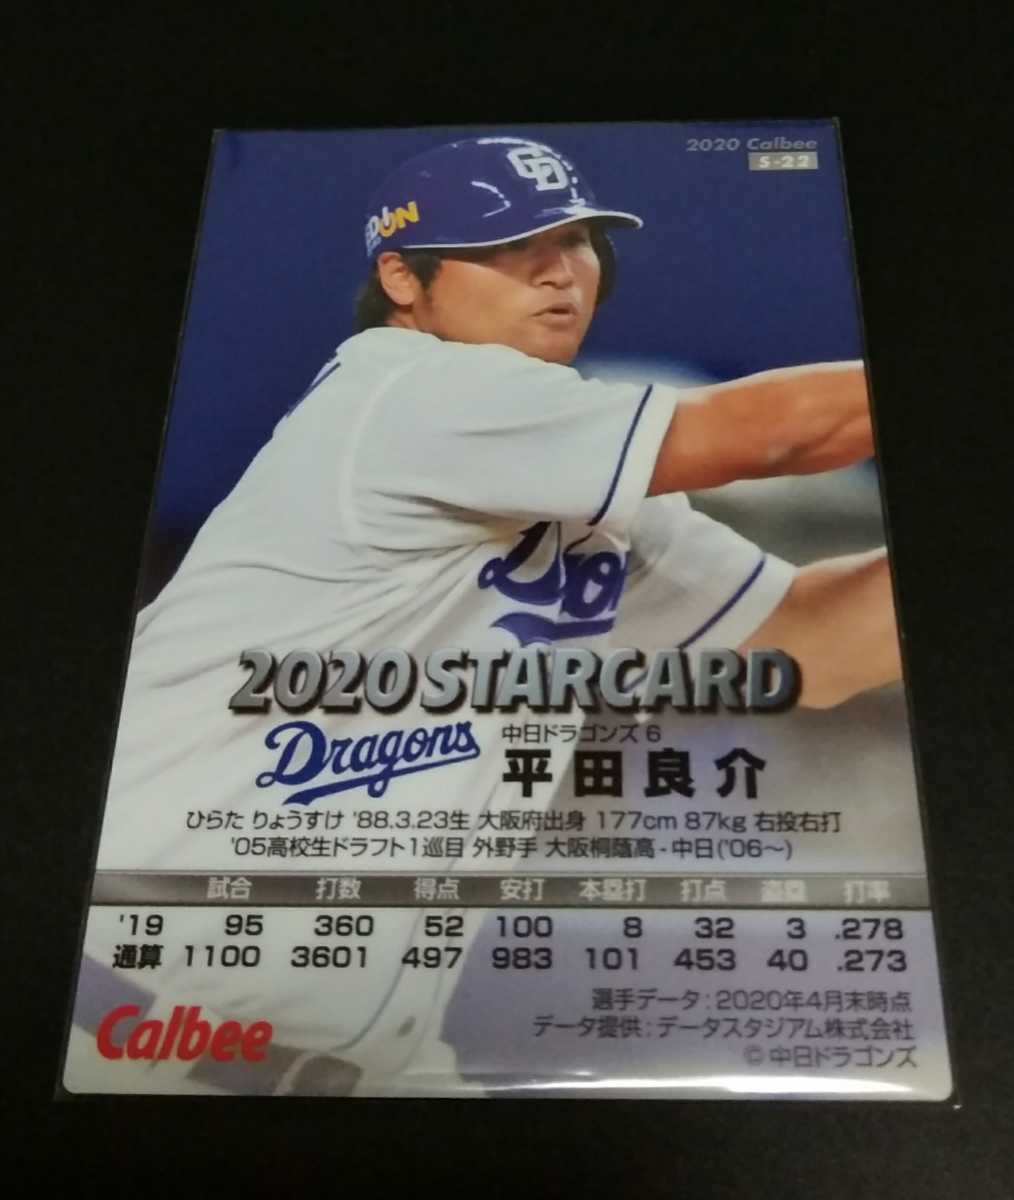 2020 Calbee
S-22
CD
EDION
Dragons
2020 STARCARD
Dragons
中日ドラゴンズ 6
平田良介
ひらた りょうすけ '88.3.23生 大阪府出身 177cm 87kg 右投右打
'05高校生ドラフト1巡目 外野手 大阪桐蔭高-中日('06~)
試合 打数 得点 安打 本塁打 打点 盗塁 打率
'19 95 360 52 100 8 32 3 .278
通算 1100 3601 497 983 101 453 40 .273
選手データ:2020年4月末時点
データ提供:データスタジアム株式会社
©中日ドラゴンズ
Calbee